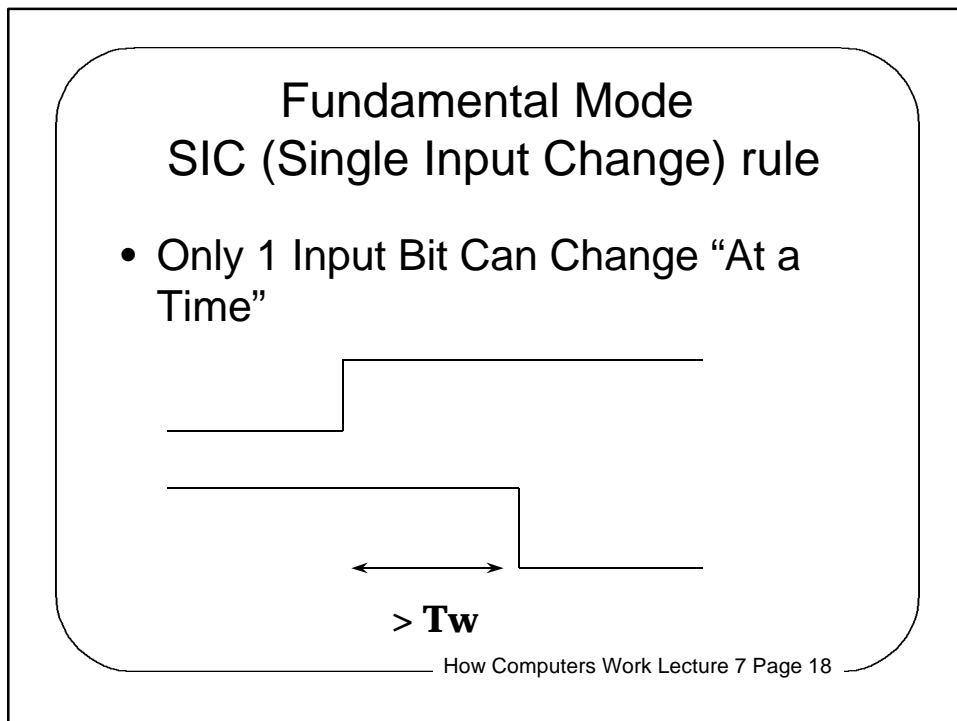 Fundamental Mode
SIC (Single Input Change) rule
• Only 1 Input Bit Can Change “At a
Time”
> Tw
How Computers Work Lecture 7 Page 18